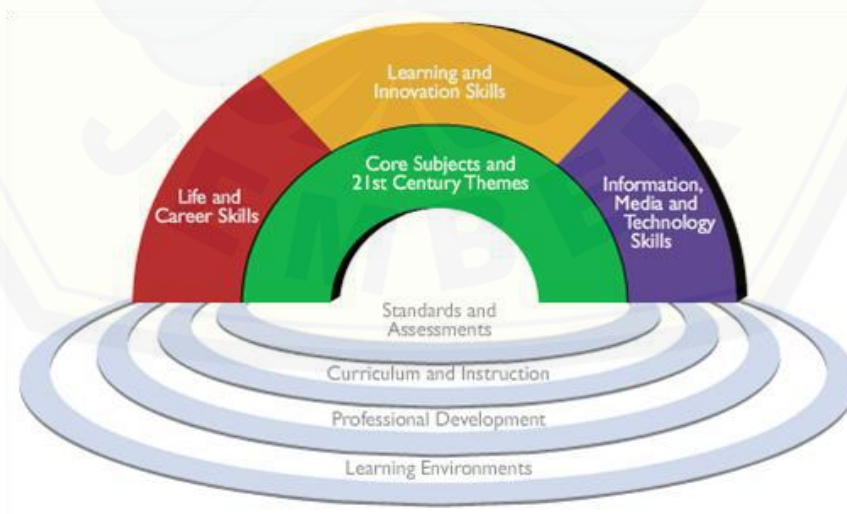 Learning and
Innovation Skills
Core Subjects and
21st Century Themes
Life and
Career Skills
Information,
Media and
Technology
Skills
Standards and
Assessments
Curriculum and Instruction
Professional Development
Learning Environments
JEMBER